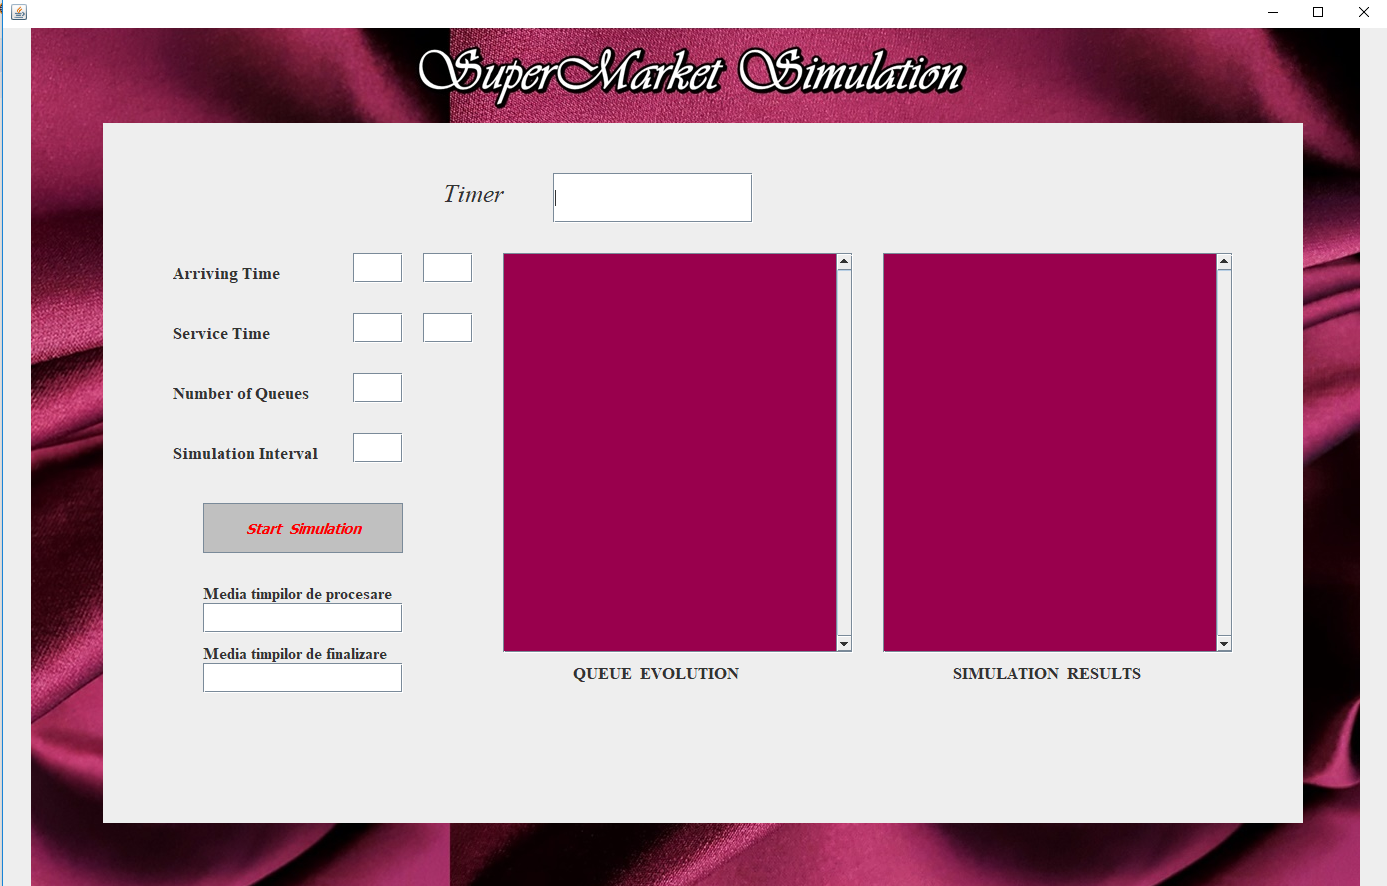 SuperMarket Simulation
Timer
Arriving Time
Service Time
Number of Queues
Simulation Interval
Start Simulation
Media timpilor de procesare
Media timpilor de finalizare
QUEUE EVOLUTION
SIMULATION RESULTS